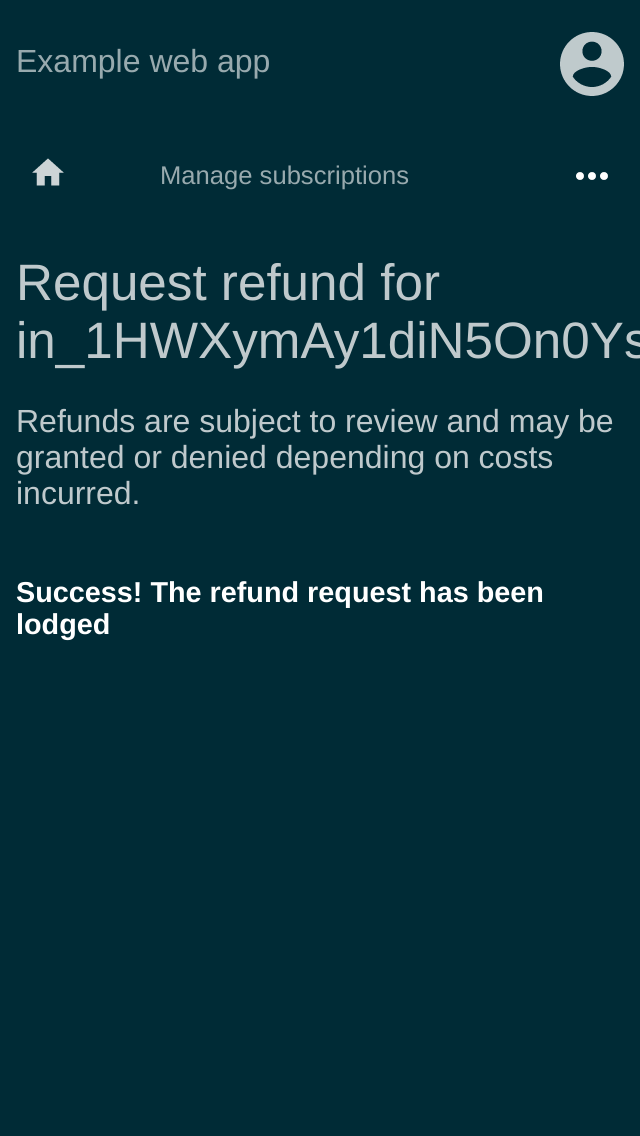 Example web app
Manage subscriptions
Request refund for
in_1HWXymAy1diN5On0Ys
Refunds are subject to review and may be
granted or denied depending on costs
incurred.
Success! The refund request has been
lodged